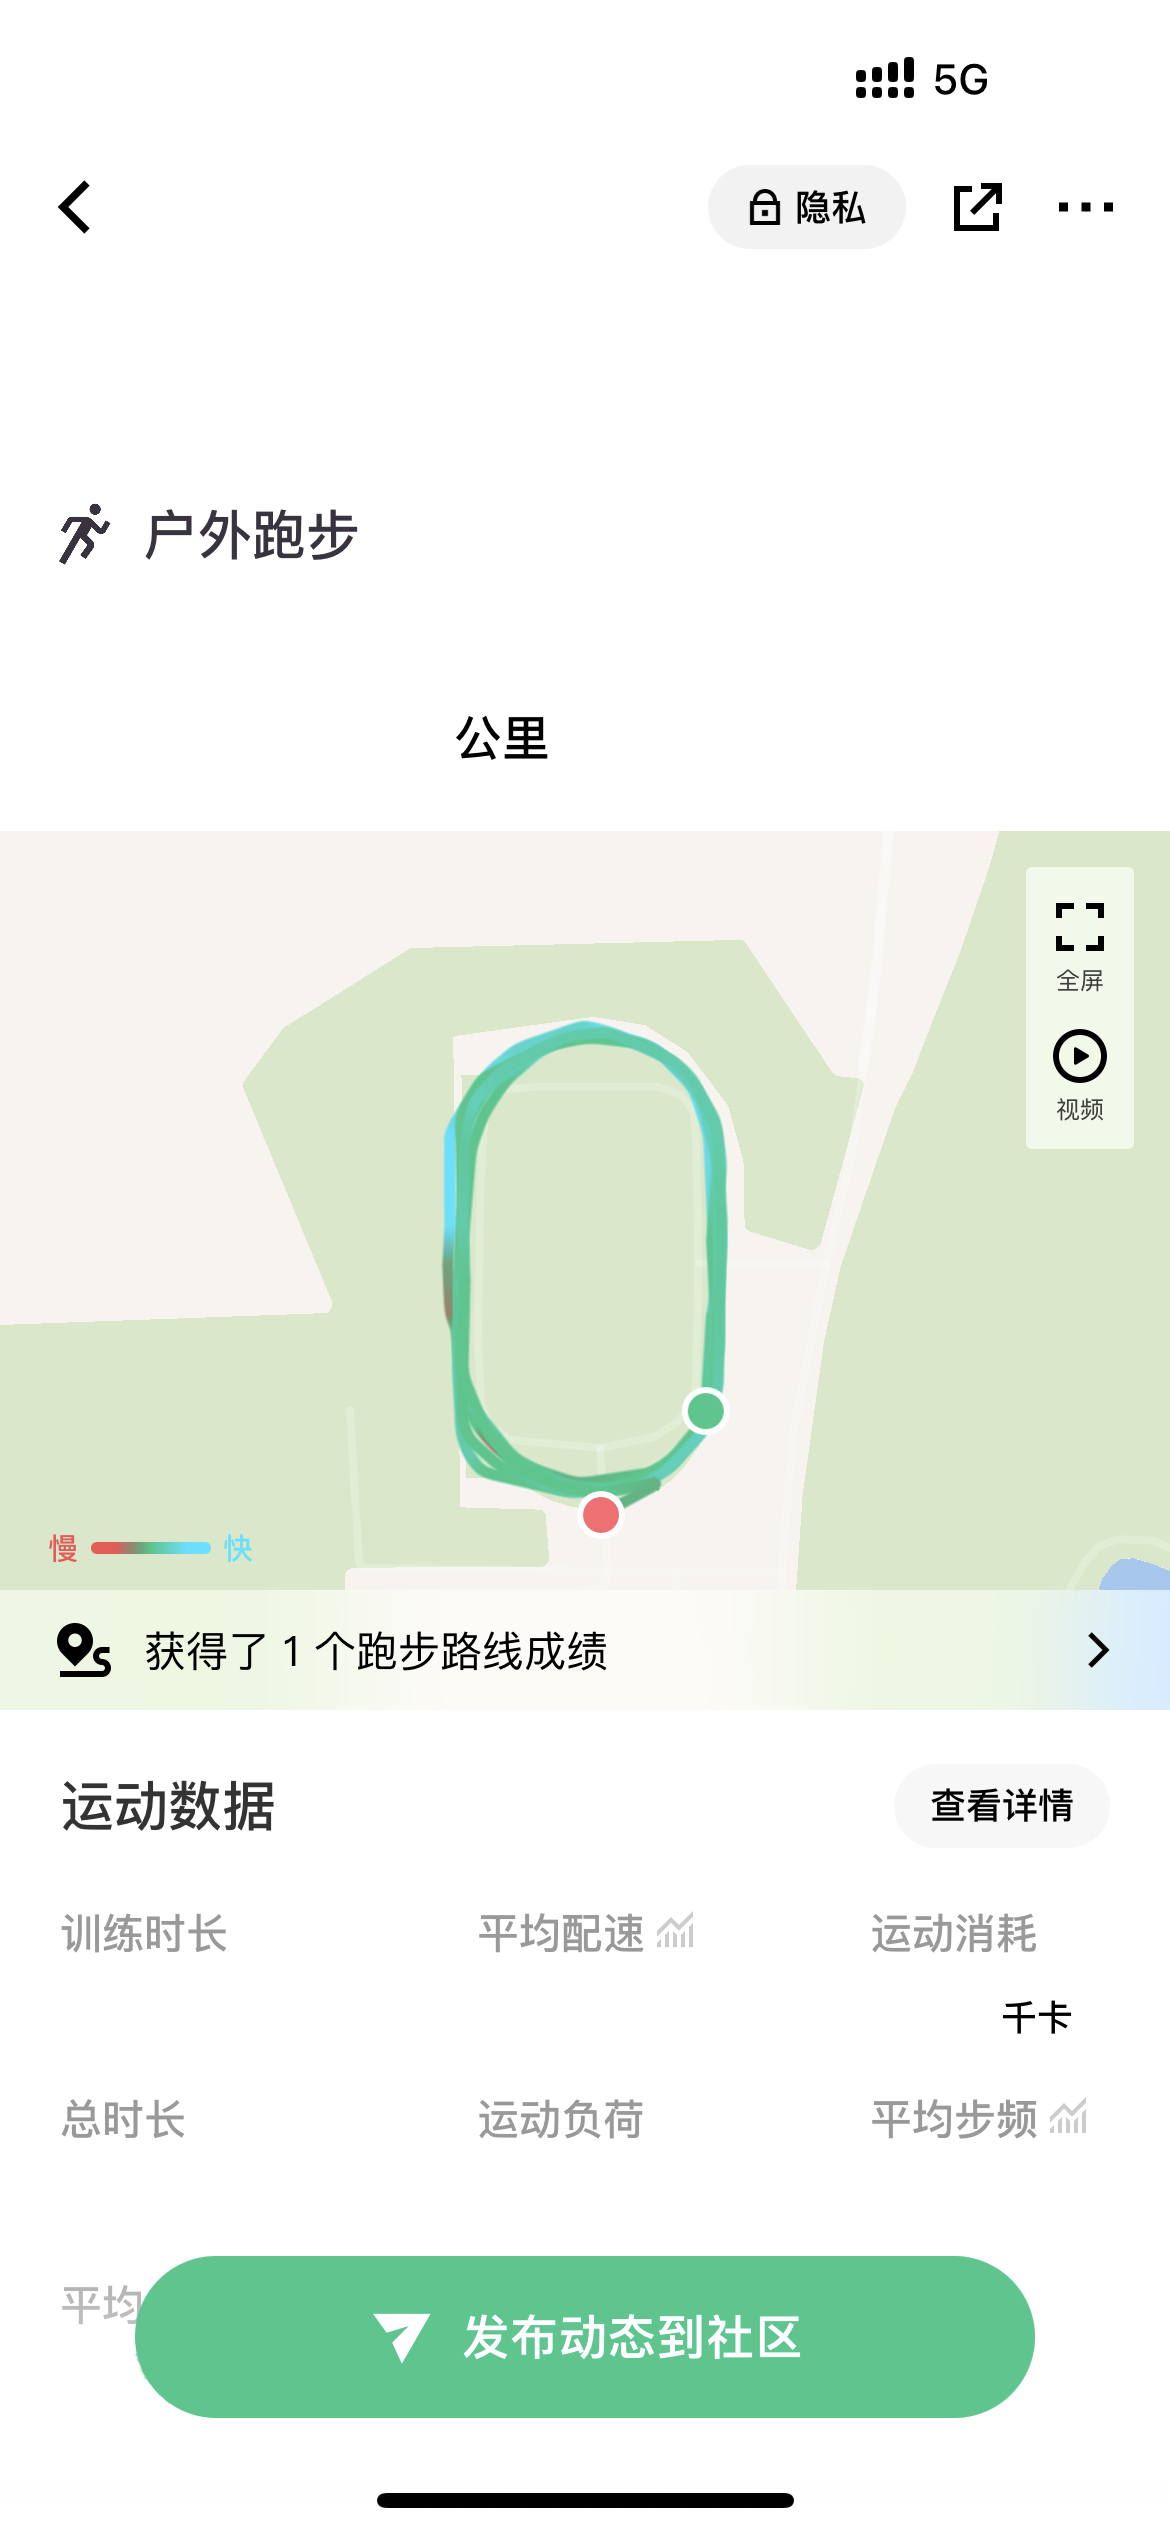 5G
隐私
户外跑步
公里
全屏
视频
慢 快
获得了 1 个跑步路线成绩
运动数据 查看详情
训练时长 平均配速 运动消耗
千卡
总时长 运动负荷 平均步频
平均
发布动态到社区